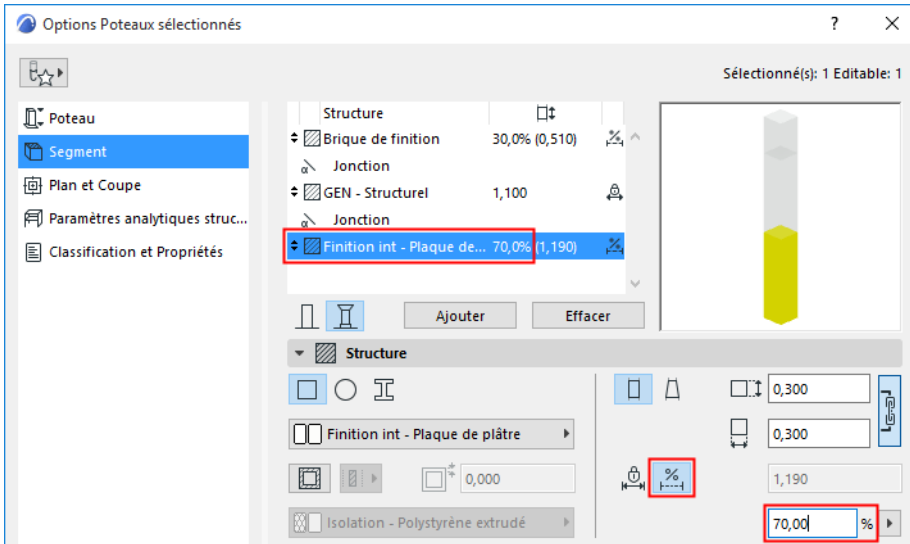 Options Poteaux sélectionnés ?
Sélectionné(s): 1 Editable: 1
Poteau
Segment
Plan et Coupe
Paramètres analytiques struc...
Classification et Propriétés
Structure
Brique de finition 30,0% (0,510) %
α Jonction
GEN - Structurel 1,100
α Jonction
Finition int - Plaque de... 70,0% (1,190) %
Ajouter Effacer
Structure
0,300
Finition int - Plaque de plâtre 0,300
0,000 % 1,190
Isolation - Polystyrène extrudé 70,00 %